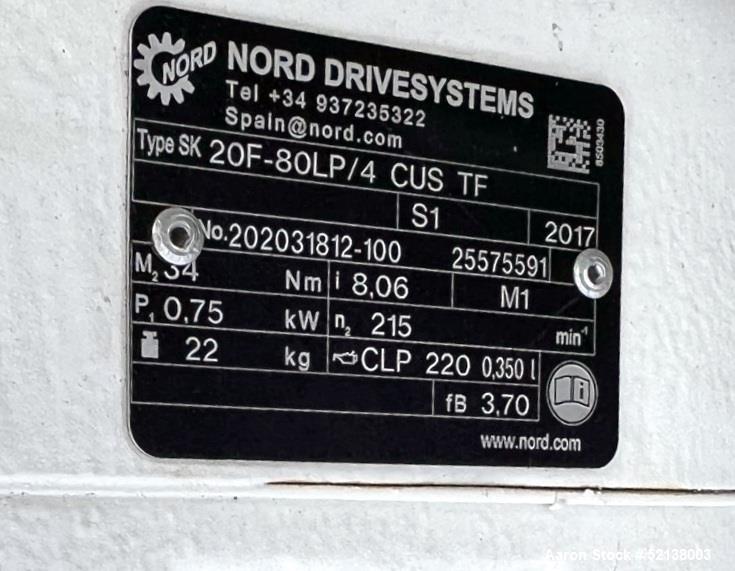 NORD NORD DRIVESYSTEMS
Tel +34 937235322
Spain@nord.com
8503430
Type SK 20F-80LP/4 CUS TF
S1 2017
No. 202031812-100 25575591
M2 34 Nm i 8,06 M1
P1 0,75 kW n2 215 min-1
22 kg CLP 220 0,350 l
fB 3,70
www.nord.com
Aaron Stock #52138003